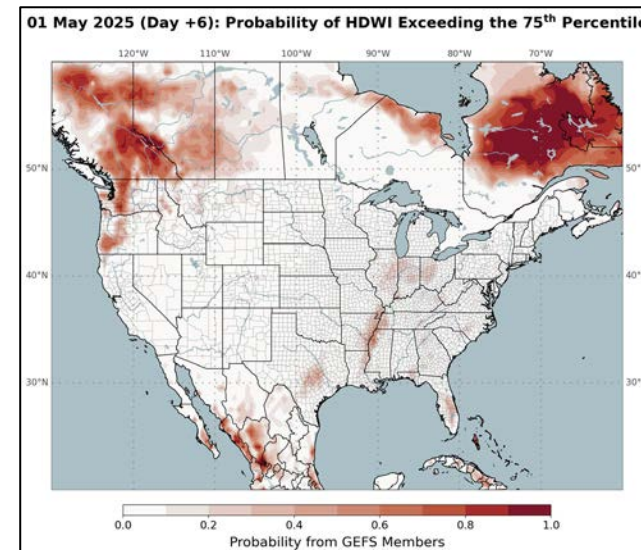 01 May 2025 (Day +6): Probability of HDWI Exceeding the 75th Percentile
120°W 110°W 100°W 90°W 80°W 70°W
50°N
50°N
40°N
40°N
30°N
30°N
0.0 0.2 0.4 0.6 0.8 1.0
Probability from GEFS Members